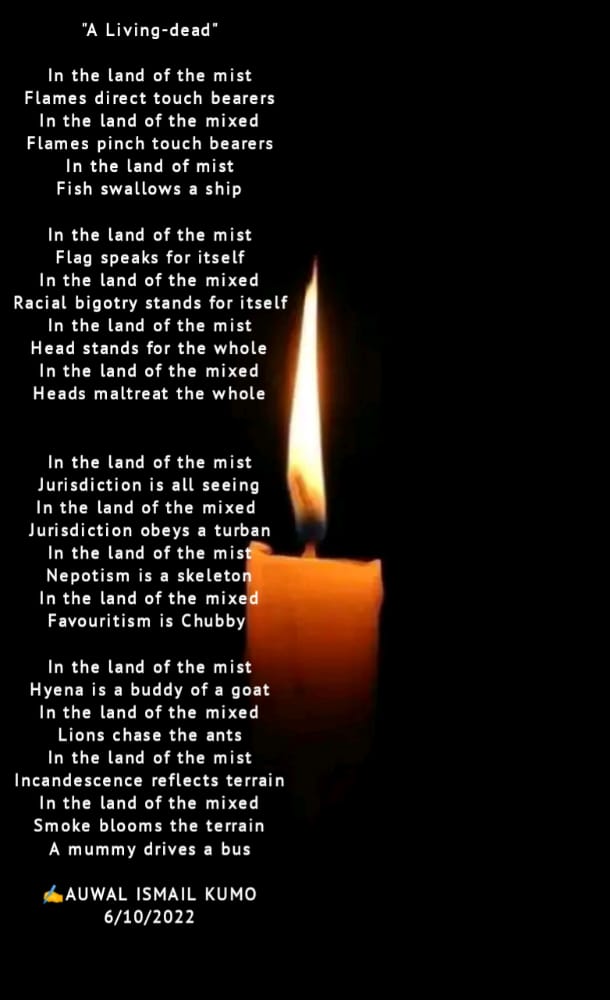 "A Living-dead"
In the land of the mist
Flames direct touch bearers
In the land of the mixed
Flames pinch touch bearers
In the land of mist
Fish swallows a ship
In the land of the mist
Flag speaks for itself
In the land of the mixed
Racial bigotry stands for itself
In the land of the mist
Head stands for the whole
In the land of the mixed
Heads maltreat the whole
In the land of the mist
Jurisdiction is all seeing
In the land of the mixed
Jurisdiction obeys a turban
In the land of the mist
Nepotism is a skeleton
In the land of the mixed
Favouritism is Chubby
In the land of the mist
Hyena is a buddy of a goat
In the land of the mixed
Lions chase the ants
In the land of the mist
Incandescence reflects terrain
In the land of the mixed
Smoke blooms the terrain
A mummy drives a bus
✍️AUWAL ISMAIL KUMO
6/10/2022